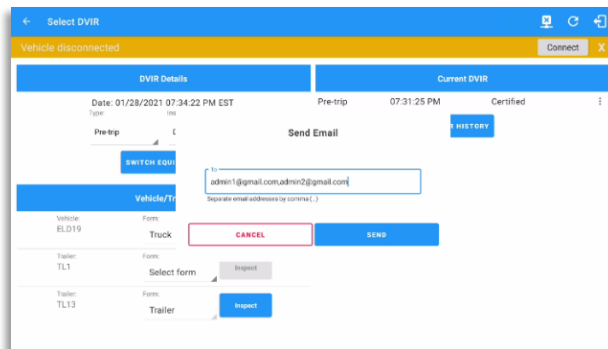 Select DVIR
Vehicle disconnected
Connect
X
DVIR Details
Current DVIR
Date: 01/28/2021 07:34:22 PM EST
Type:
Pre-trip
Pre-trip 07:31:25 PM Certified
HISTORY
SWITCH EQUI
Send Email
To
admin1@gmail.com,admin2@gmail.com
Separate email addresses by comma (,)
CANCEL
SEND
Vehicle/Tr
Vehicle: Form:
ELD19 Truck
Trailer: Form:
TL1 Select form Inspect
Trailer: Form:
TL13 Trailer Inspect